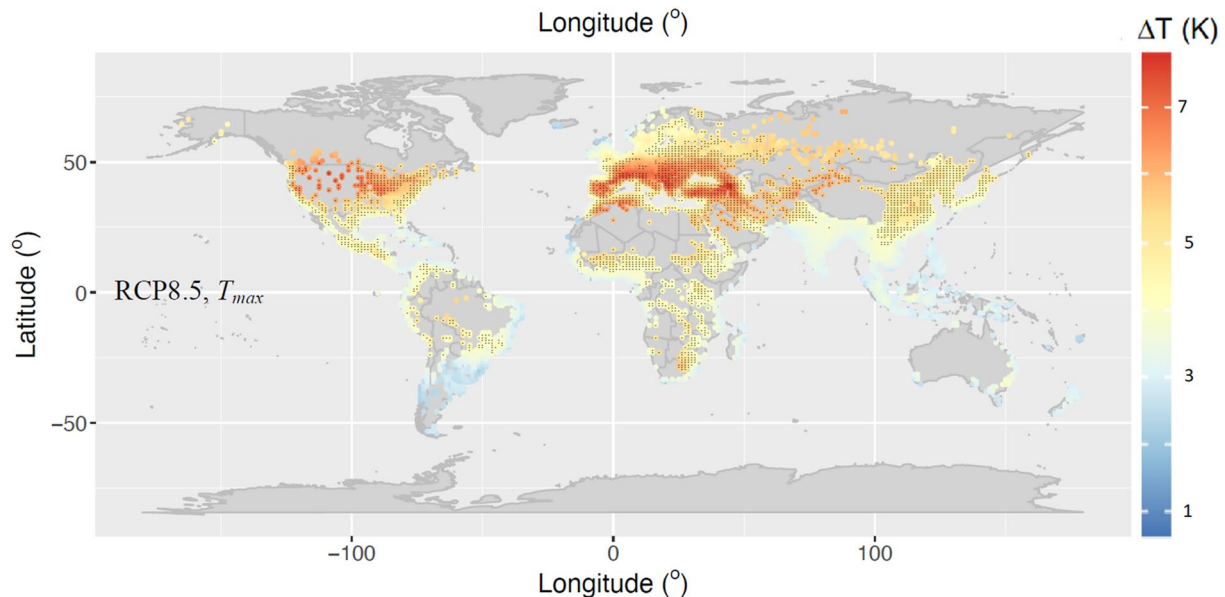 Longitude (°)
ΔT (K)
7
5
3
1
50
0
−50
Latitude (°)
RCP8.5, Tmax
−100
0
100
Longitude (°)